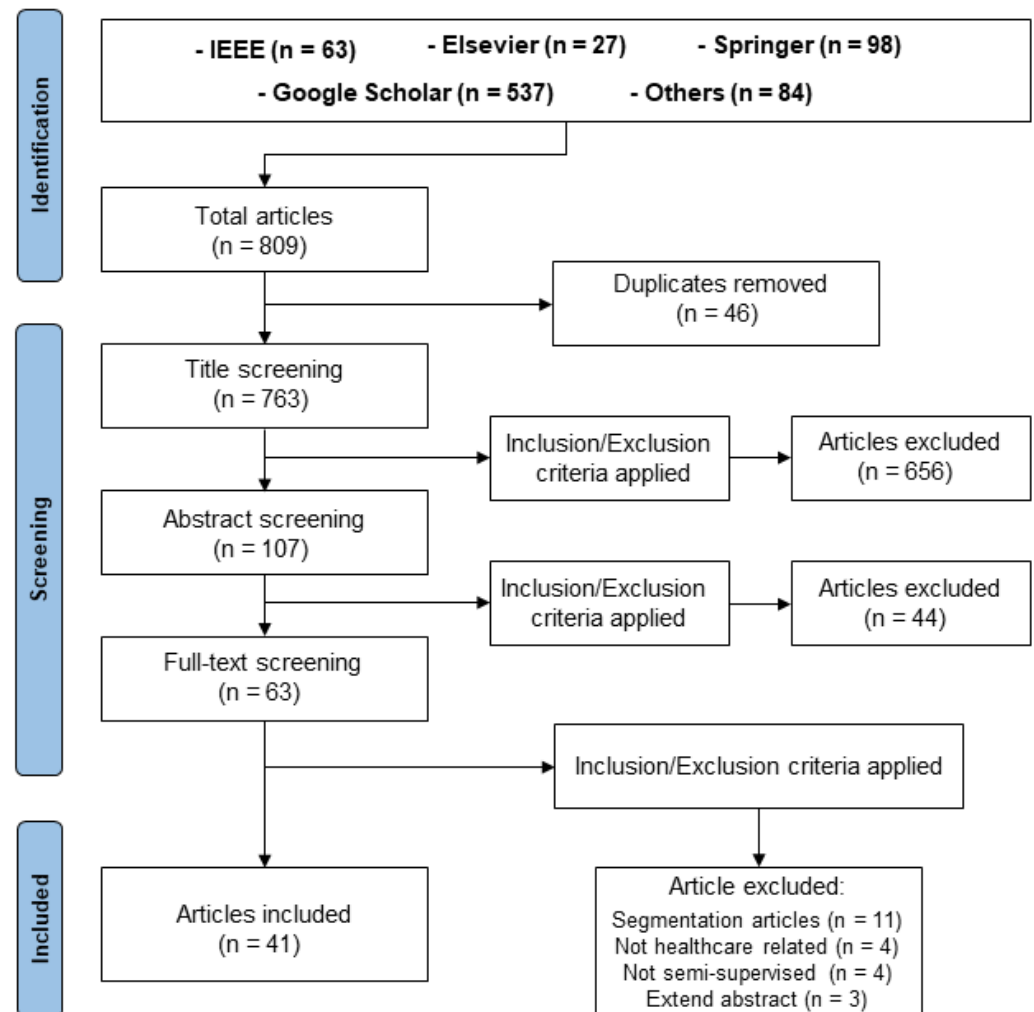 Identification
- IEEE (n = 63) - Elsevier (n = 27) - Springer (n = 98)
- Google Scholar (n = 537) - Others (n = 84)
Total articles
(n = 809)
Duplicates removed
(n = 46)
Screening
Title screening
(n = 763)
Inclusion/Exclusion
criteria applied
Articles excluded
(n = 656)
Abstract screening
(n = 107)
Inclusion/Exclusion
criteria applied
Articles excluded
(n = 44)
Full-text screening
(n = 63)
Inclusion/Exclusion criteria applied
Included
Articles included
(n = 41)
Article excluded:
Segmentation articles (n = 11)
Not healthcare related (n = 4)
Not semi-supervised (n = 4)
Extend abstract (n = 3)